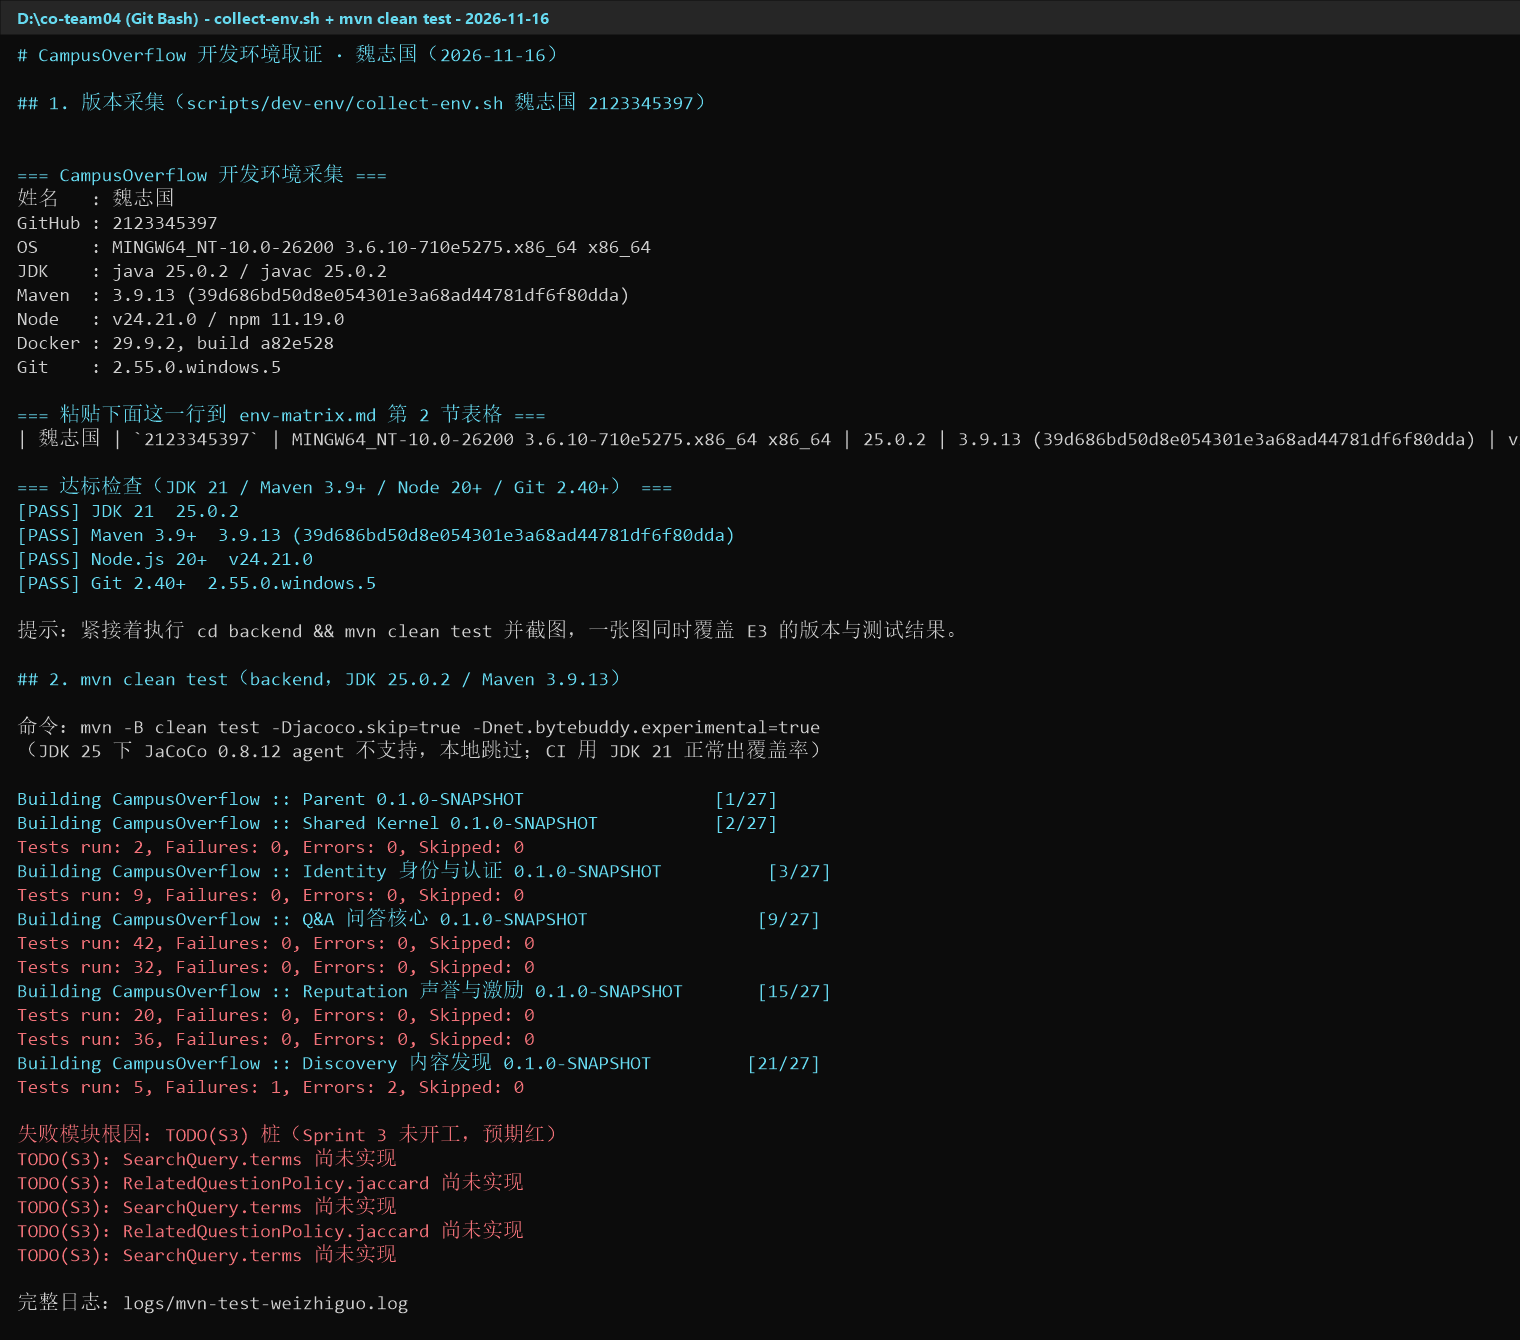 D:\co-team04 (Git Bash) - collect-env.sh + mvn clean test - 2026-11-16
# CampusOverflow 开发环境取证 · 魏志国（2026-11-16）
## 1. 版本采集（scripts/dev-env/collect-env.sh 魏志国 2123345397）
=== CampusOverflow 开发环境采集 ===
姓名   : 魏志国
GitHub : 2123345397
OS     : MINGW64_NT-10.0-26200 3.6.10-710e5275.x86_64 x86_64
JDK    : java 25.0.2 / javac 25.0.2
Maven  : 3.9.13 (39d686bd50d8e054301e3a68ad44781df6f80dda)
Node   : v24.21.0 / npm 11.19.0
Docker : 29.9.2, build a82e528
Git    : 2.55.0.windows.5
=== 粘贴下面这一行到 env-matrix.md 第 2 节表格 ===
| 魏志国 | `2123345397` | MINGW64_NT-10.0-26200 3.6.10-710e5275.x86_64 x86_64 | 25.0.2 | 3.9.13 (39d686bd50d8e054301e3a68ad44781df6f80dda) | v
=== 达标检查（JDK 21 / Maven 3.9+ / Node 20+ / Git 2.40+） ===
[PASS] JDK 21  25.0.2
[PASS] Maven 3.9+  3.9.13 (39d686bd50d8e054301e3a68ad44781df6f80dda)
[PASS] Node.js 20+  v24.21.0
[PASS] Git 2.40+  2.55.0.windows.5
提示：紧接着执行 cd backend && mvn clean test 并截图，一张图同时覆盖 E3 的版本与测试结果。
## 2. mvn clean test（backend，JDK 25.0.2 / Maven 3.9.13）
命令：mvn -B clean test -Djacoco.skip=true -Dnet.bytebuddy.experimental=true
（JDK 25 下 JaCoCo 0.8.12 agent 不支持，本地跳过；CI 用 JDK 21 正常出覆盖率）
Building CampusOverflow :: Parent 0.1.0-SNAPSHOT                  [1/27]
Building CampusOverflow :: Shared Kernel 0.1.0-SNAPSHOT           [2/27]
Tests run: 2, Failures: 0, Errors: 0, Skipped: 0
Building CampusOverflow :: Identity 身份与认证 0.1.0-SNAPSHOT          [3/27]
Tests run: 9, Failures: 0, Errors: 0, Skipped: 0
Building CampusOverflow :: Q&A 问答核心 0.1.0-SNAPSHOT                [9/27]
Tests run: 42, Failures: 0, Errors: 0, Skipped: 0
Tests run: 32, Failures: 0, Errors: 0, Skipped: 0
Building CampusOverflow :: Reputation 声誉与激励 0.1.0-SNAPSHOT       [15/27]
Tests run: 20, Failures: 0, Errors: 0, Skipped: 0
Tests run: 36, Failures: 0, Errors: 0, Skipped: 0
Building CampusOverflow :: Discovery 内容发现 0.1.0-SNAPSHOT         [21/27]
Tests run: 5, Failures: 1, Errors: 2, Skipped: 0
失败模块根因：TODO(S3) 桩（Sprint 3 未开工，预期红）
TODO(S3): SearchQuery.terms 尚未实现
TODO(S3): RelatedQuestionPolicy.jaccard 尚未实现
TODO(S3): SearchQuery.terms 尚未实现
TODO(S3): RelatedQuestionPolicy.jaccard 尚未实现
TODO(S3): SearchQuery.terms 尚未实现
完整日志：logs/mvn-test-weizhiguo.log